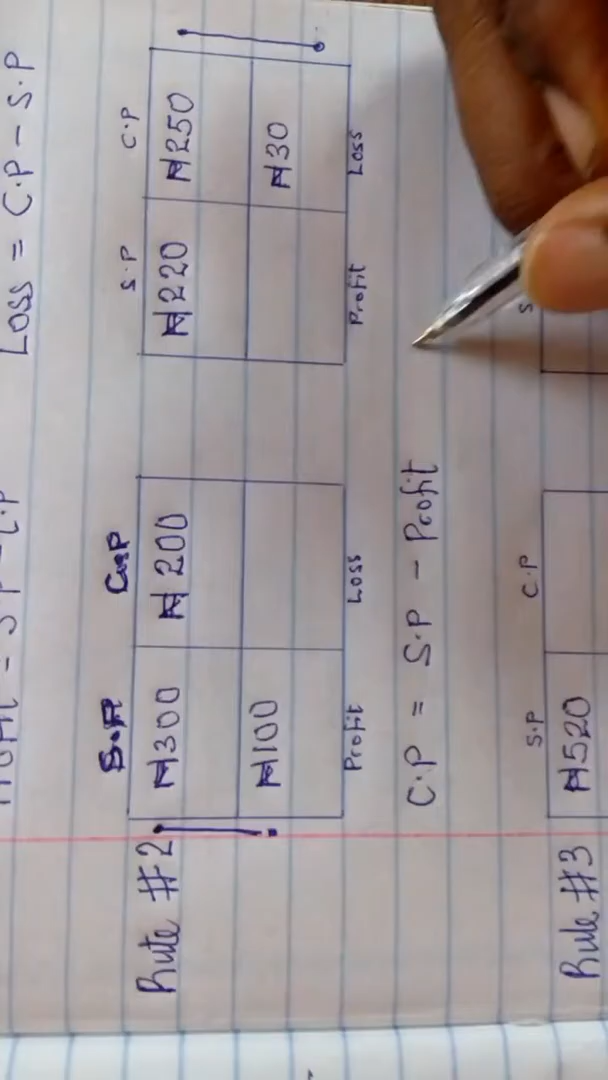 Loss = C.P - S.P
S.P C.P S.P C.P
Rule #2 ₦300 ₦200 ₦220 ₦250
₦100 ₦30
Profit Loss Profit Loss
C.P = S.P - Profit
S.P C.P S
Rule #3 ₦520